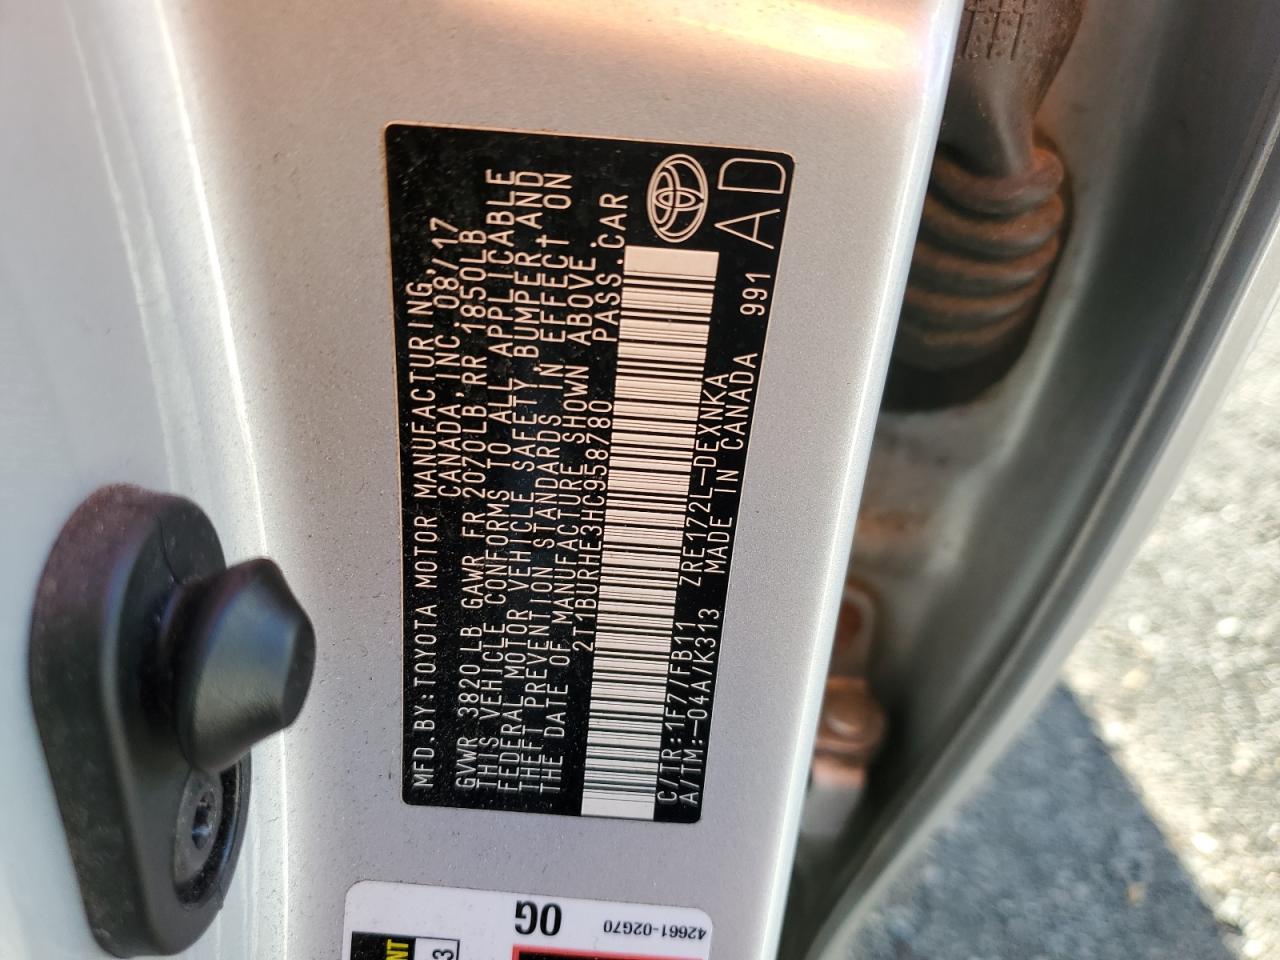 MFD BY:TOYOTA MOTOR MANUFACTURING,
CANADA,INC.08/17
GVWR 3820 LB GAWR FR 2070LB RR 1850LB
THIS VEHICLE CONFORMS TO ALL APPLICABLE
FEDERAL MOTOR VEHICLE SAFETY,BUMPER,AND
THEFT PREVENTION STANDARDS IN EFFECT ON
THE DATE OF MANUFACTURE SHOWN ABOVE.
2T1BURHE3HC958780 PASS.CAR
C/TR:1F7/FB11 ZRE172L-DEXNKA
A/TM:-04A/K313 MADE IN CANADA 991
AD
0G
42661-02G70
3